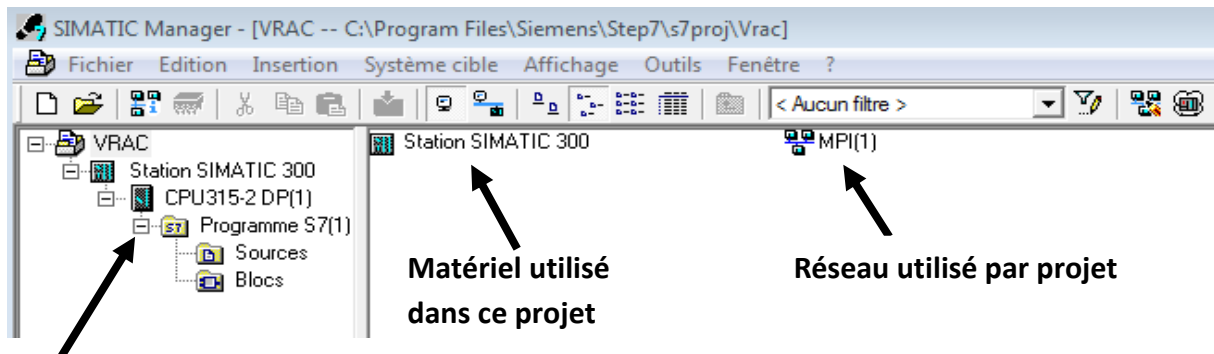 SIMATIC Manager - [VRAC -- C:\Program Files\Siemens\Step7\s7proj\Vrac]
Fichier Edition Insertion Système cible Affichage Outils Fenêtre ?
< Aucun filtre >
VRAC
Station SIMATIC 300
CPU315-2 DP(1)
Programme S7(1)
Sources
Blocs
Station SIMATIC 300
MPI(1)
Matériel utilisé
dans ce projet
Réseau utilisé par projet